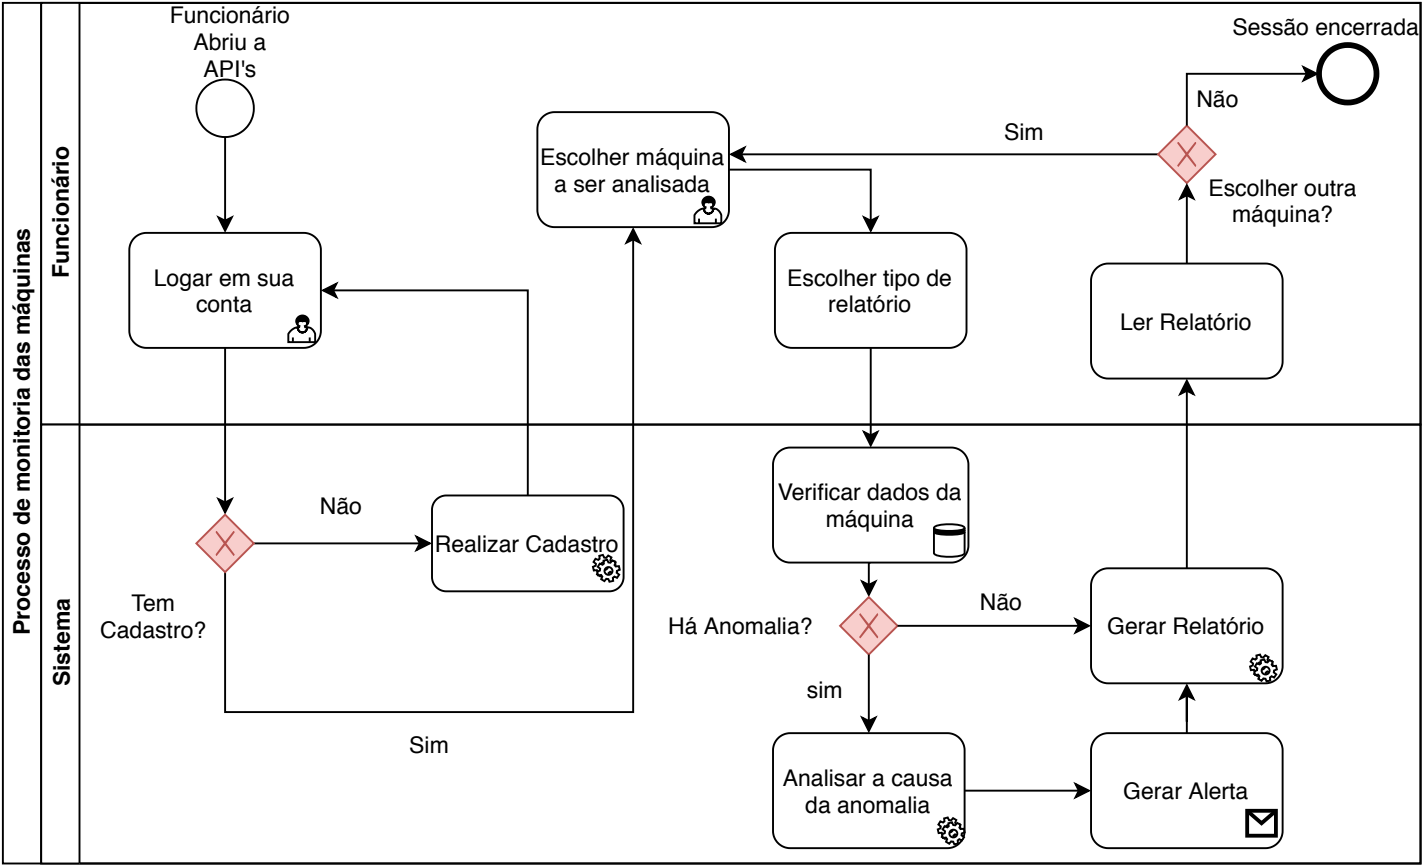 Processo de monitoria das máquinas
Funcionário
Funcionário
Abriu a
API's
Logar em sua
conta
Escolher máquina
a ser analisada
Escolher tipo de
relatório
Ler Relatório
Escolher outra
máquina?
Sim
Não
Sessão encerrada
Sistema
Tem
Cadastro?
Não
Realizar Cadastro
Sim
Verificar dados da
máquina
Há Anomalia?
Não
sim
Gerar Relatório
Analisar a causa
da anomalia
Gerar Alerta